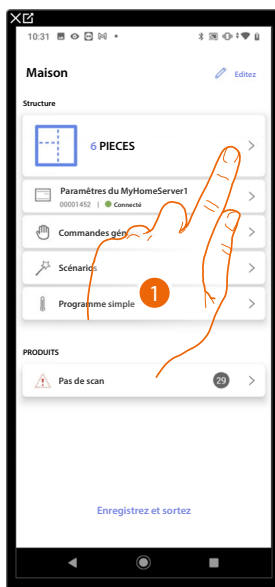 10:31
Maison
Editez
Structure
6 PIECES
Paramètres du MyHomeServer1
00001452 | Connecté
Commandes gén
Scénarios
1
Programme simple
PRODUITS
Pas de scan
29
Enregistrez et sortez